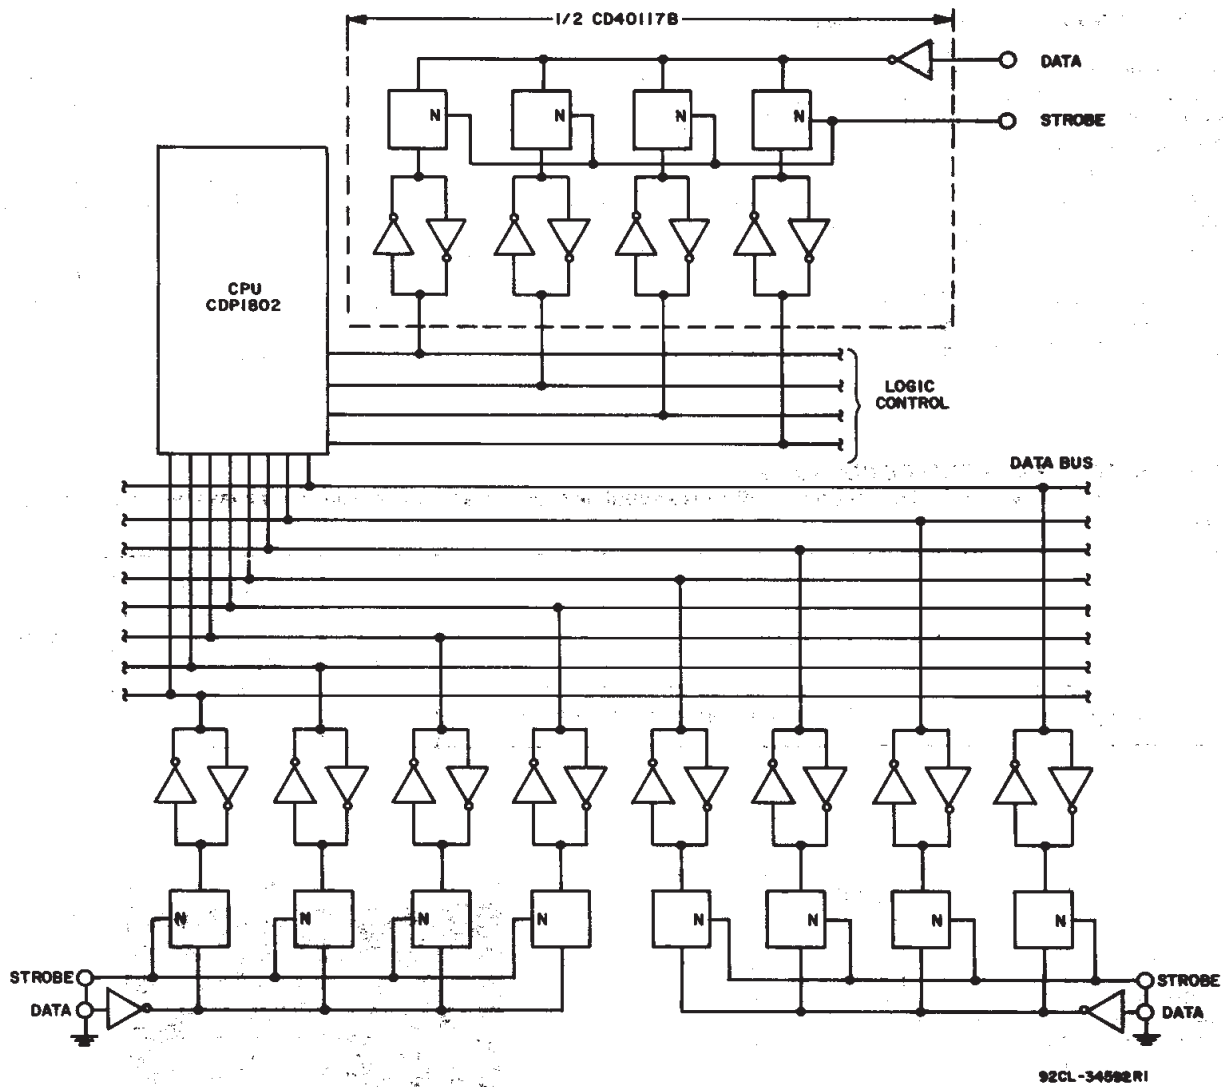 1/2 CD40117B
DATA
N N N N
STROBE
CPU
CDP1802
LOGIC
CONTROL
DATA BUS
N N N N N N N N
STROBE
STROBE
DATA
DATA
92CL-34592R1